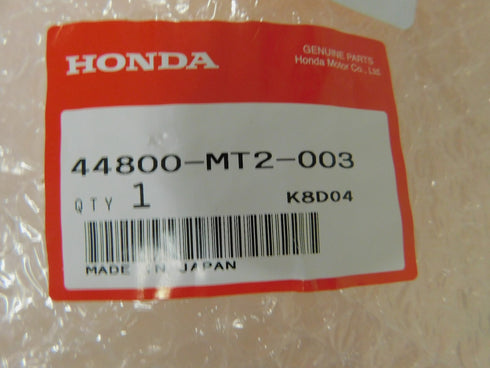 HONDA
GENUINE PARTS
Honda Motor Co., Ltd.
44800-MT2-003
QTY 1
K8D04
MADE IN JAPAN